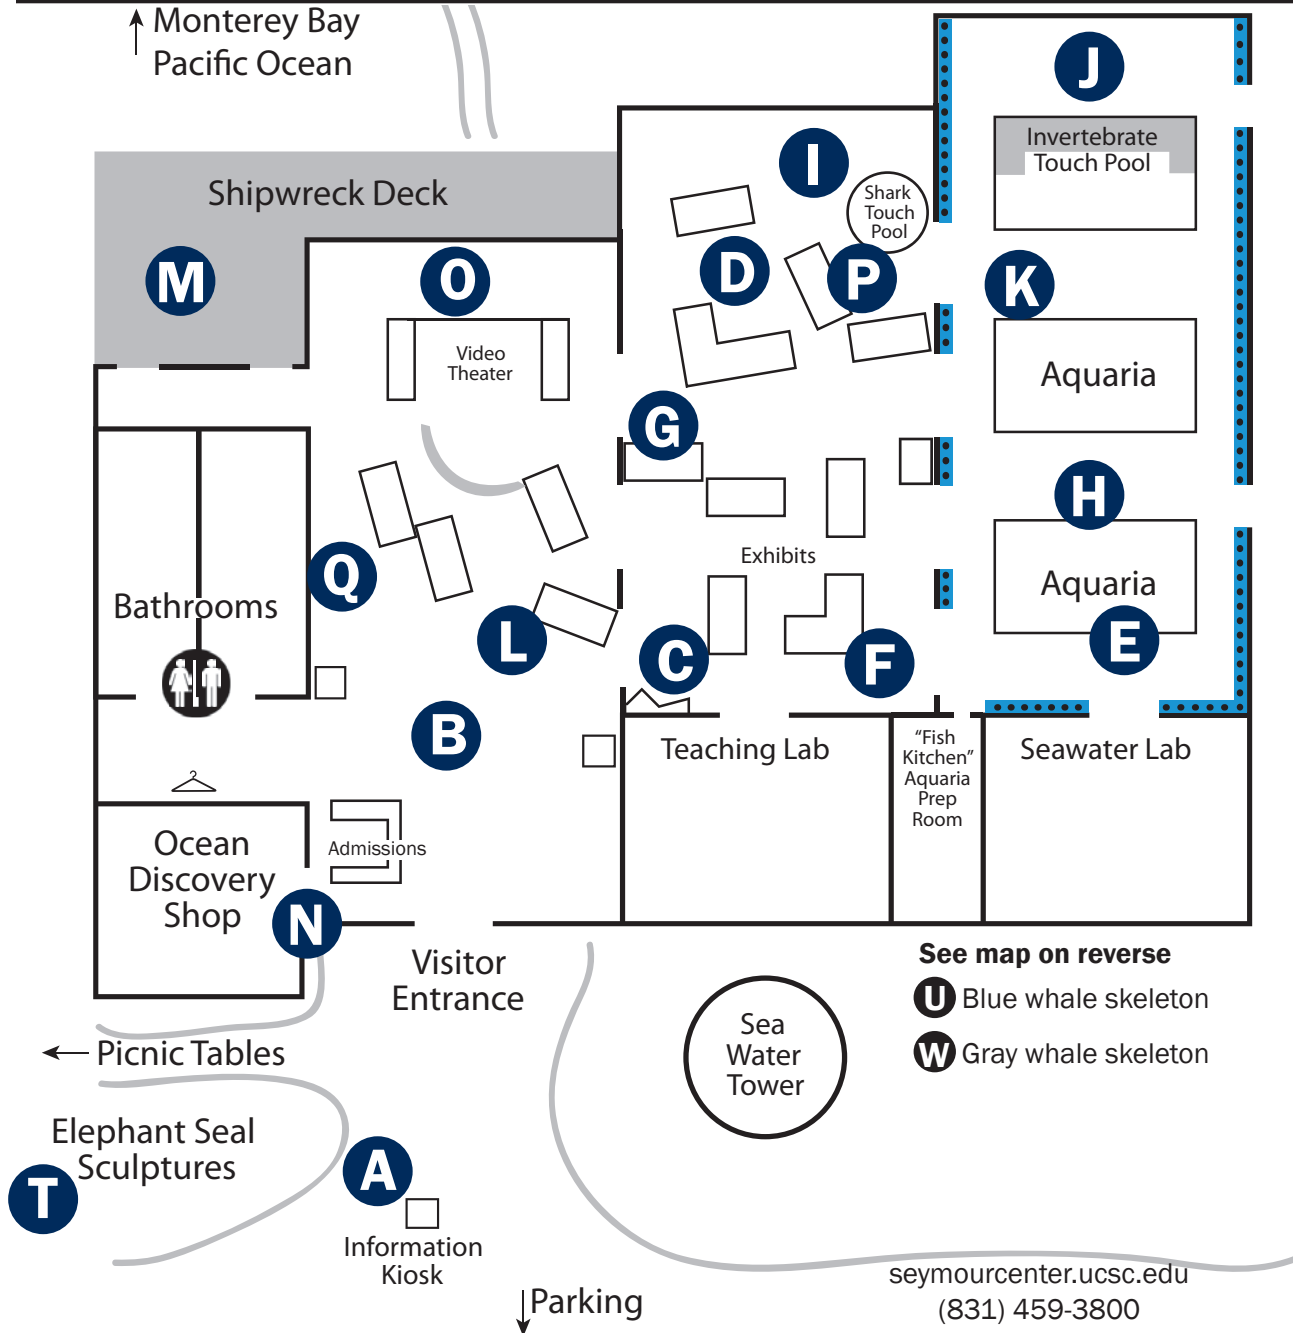 Monterey Bay
Pacific Ocean
J
Invertebrate
Touch Pool
I
Shark
Touch
Pool
Shipwreck Deck
M
O
D
P
K
Video
Theater
Aquaria
G
H
Exhibits
Aquaria
Q
Bathrooms
L
C
F
E
B
Teaching Lab
“Fish
Kitchen”
Aquaria
Prep
Room
Seawater Lab
Ocean
Discovery
Shop
Admissions
N
Visitor
Entrance
See map on reverse
U Blue whale skeleton
W Gray whale skeleton
Sea
Water
Tower
Picnic Tables
Elephant Seal
Sculptures
T
A
Information
Kiosk
Parking
seymourcenter.ucsc.edu
(831) 459-3800